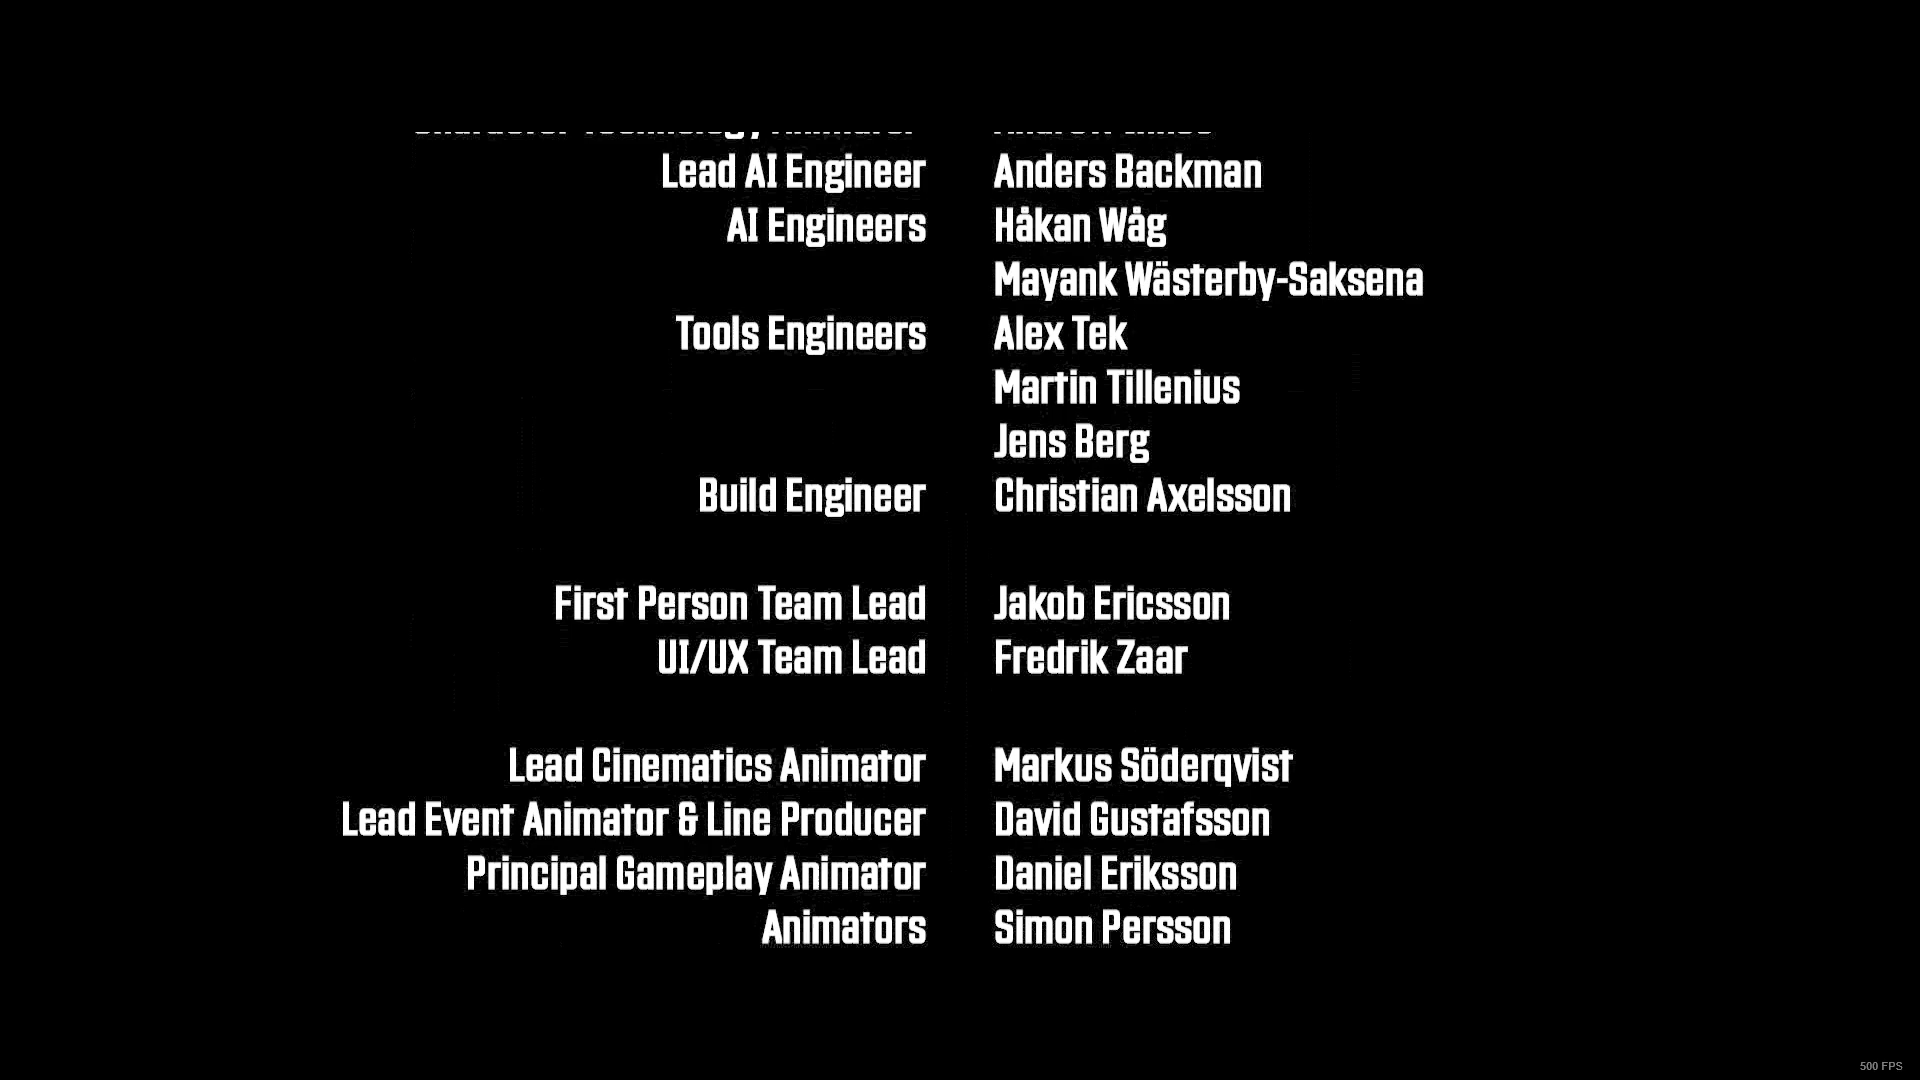 Lead AI Engineer Anders Backman
AI Engineers Håkan Wåg
Mayank Wästerby-Saksena
Tools Engineers Alex Tek
Martin Tillenius
Jens Berg
Build Engineer Christian Axelsson
First Person Team Lead Jakob Ericsson
UI/UX Team Lead Fredrik Zaar
Lead Cinematics Animator Markus Söderqvist
Lead Event Animator & Line Producer David Gustafsson
Principal Gameplay Animator Daniel Eriksson
Animators Simon Persson
500 FPS